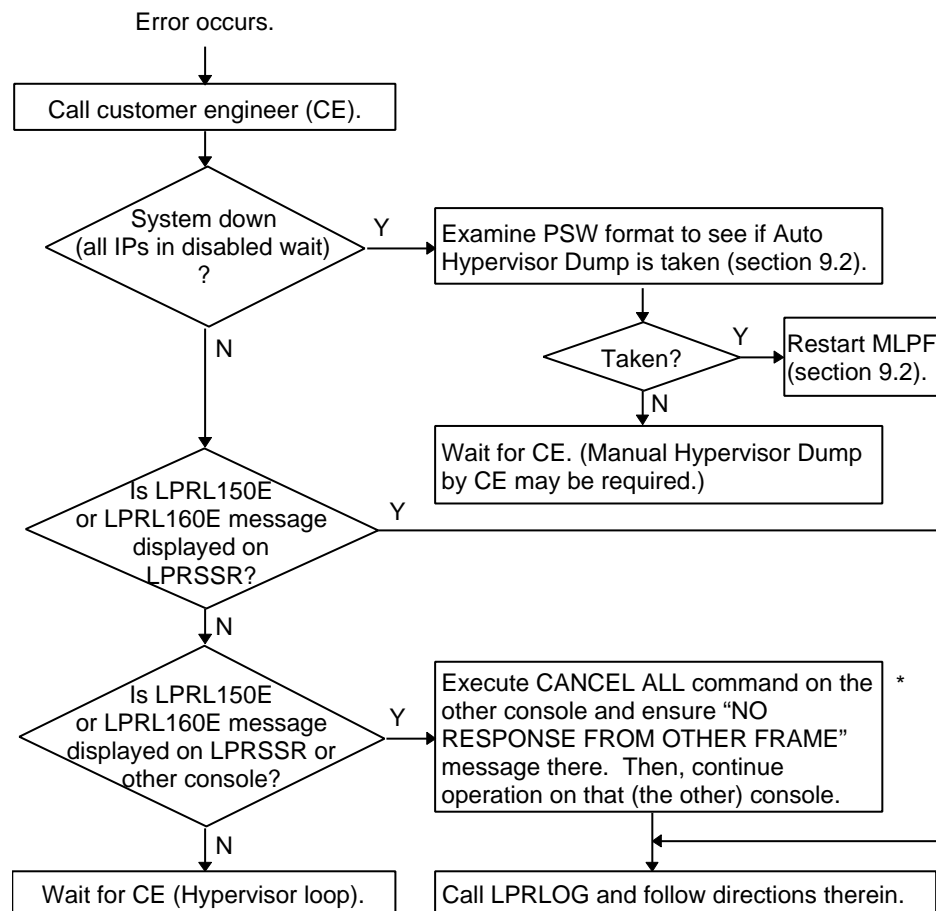 Error occurs.
Call customer engineer (CE).
System down
(all IPs in disabled wait)
?
Y
Examine PSW format to see if Auto
Hypervisor Dump is taken (section 9.2).
N
Taken?
Y
Restart MLPF
(section 9.2).
N
Wait for CE. (Manual Hypervisor Dump
by CE may be required.)
Is LPRL150E
or LPRL160E message
displayed on
LPRSSR?
Y
N
Is LPRL150E
or LPRL160E message
displayed on LPRSSR or
other console?
Y
Execute CANCEL ALL command on the
other console and ensure “NO
RESPONSE FROM OTHER FRAME”
message there. Then, continue
operation on that (the other) console.
*
N
Wait for CE (Hypervisor loop).
Call LPRLOG and follow directions therein.